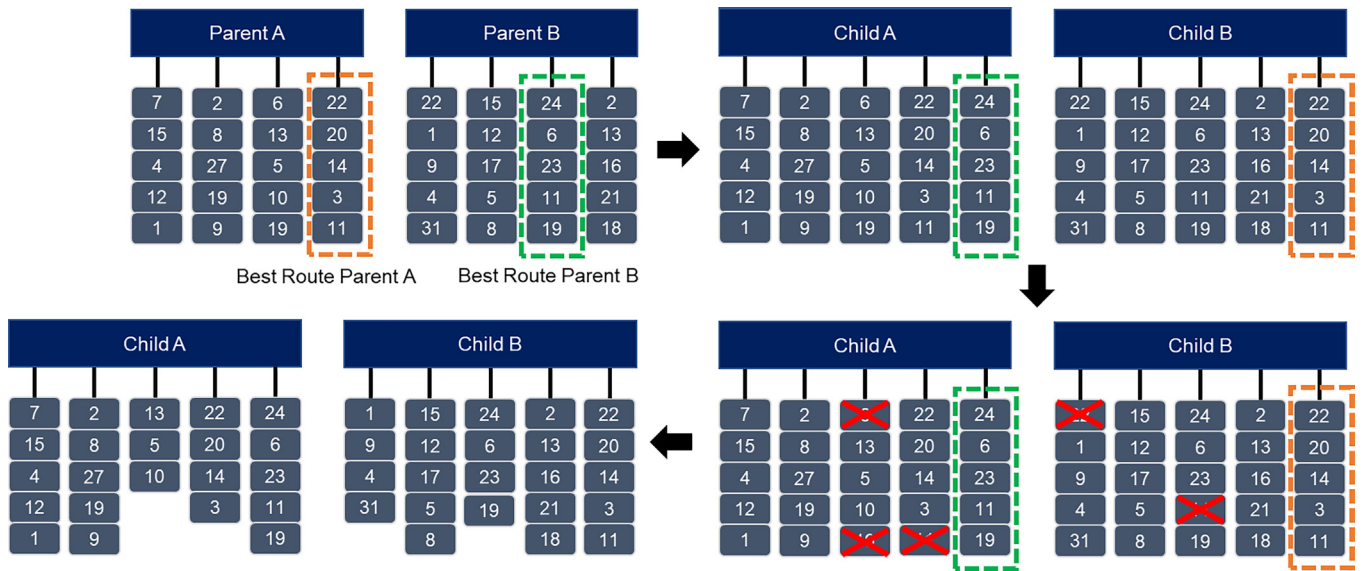 Parent A Parent B Child A Child B
7 2 6 22 22 15 24 2 7 2 6 22 24 22 15 24 2 22
15 8 13 20 1 12 6 13 15 8 13 20 6 1 12 6 13 20
4 27 5 14 9 17 23 16 4 27 5 14 23 9 17 23 16 14
12 19 10 3 4 5 11 21 12 19 10 3 11 4 5 11 21 3
1 9 19 11 31 8 19 18 1 9 19 11 19 31 8 19 18 11
Best Route Parent A Best Route Parent B
Child A Child B Child A Child B
7 2 13 22 24 1 15 24 2 22 7 2 22 24 15 24 2 22
15 8 5 20 6 9 12 6 13 20 15 8 13 20 6 1 12 6 13 20
4 27 10 14 23 4 17 23 16 14 4 27 5 14 23 9 17 23 16 14
12 19 3 11 31 5 19 21 3 12 19 10 3 11 4 5 21 3
1 9 19 8 18 11 1 9 19 31 8 19 18 11